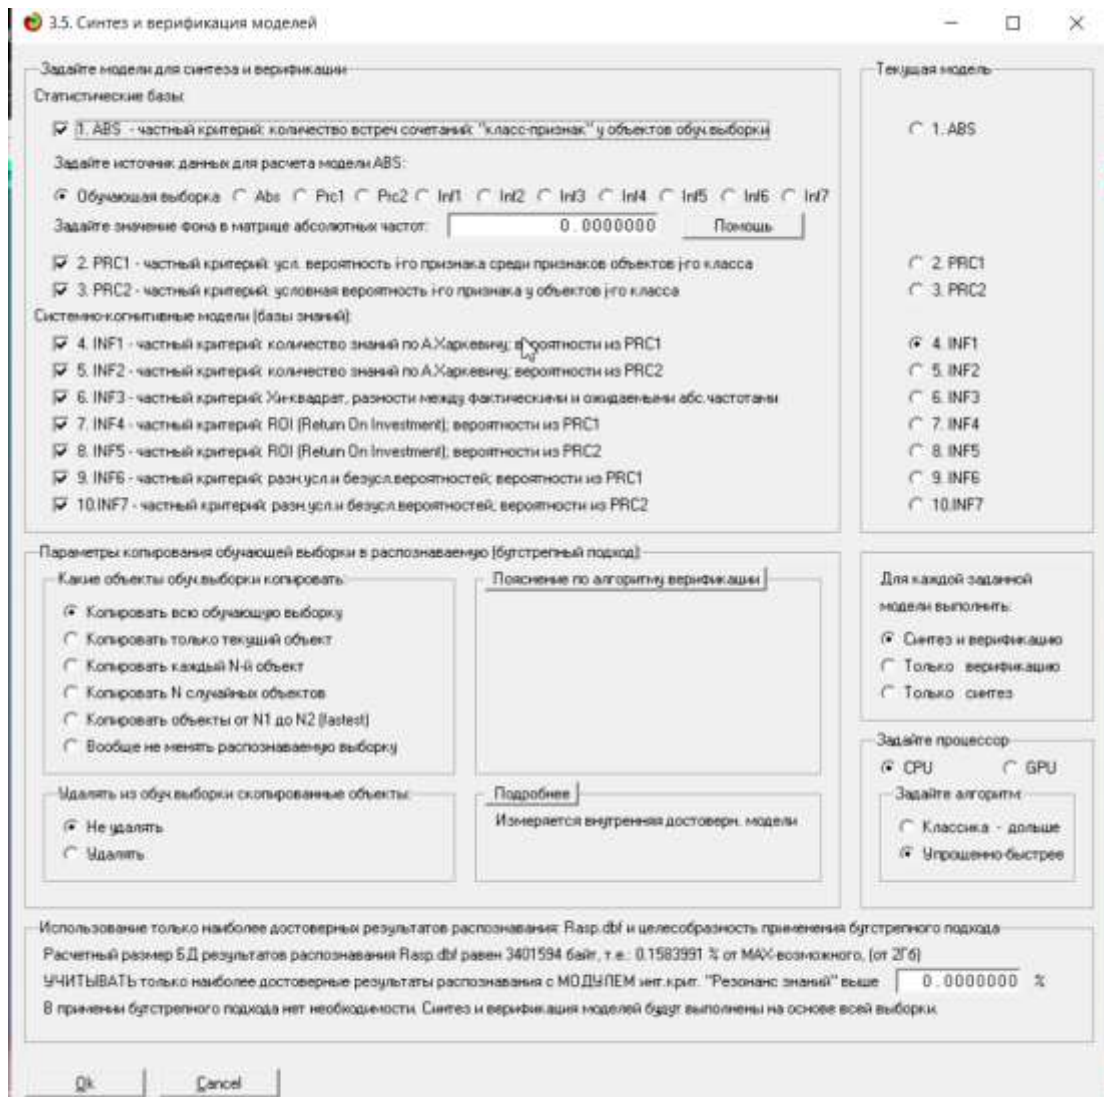 3.5. Синтез и верификация моделей
Задайте модели для синтеза и верификации
Статистические базы:
1. ABS - частный критерий: количество встреч сочетаний: "класс-признак" у объектов обуч.выборки
Задайте источник данных для расчета модели ABS:
Обучающая выборка Abs Prc1 Prc2 Inf1 Inf2 Inf3 Inf4 Inf5 Inf6 Inf7
Задайте значение фона в матрице абсолютных частот: 0.0000000 Помощь
2. PRC1 - частный критерий: усл. вероятность i-го признака среди признаков объектов j-го класса
3. PRC2 - частный критерий: условная вероятность i-го признака у объектов j-го класса
Системно-когнитивные модели (базы знаний):
4. INF1 - частный критерий: количество знаний по А.Харкевичу; вероятности из PRC1
5. INF2 - частный критерий: количество знаний по А.Харкевичу; вероятности из PRC2
6. INF3 - частный критерий: Хи-квадрат, разности между фактическими и ожидаемыми абс.частотами
7. INF4 - частный критерий: ROI (Return On Investment); вероятности из PRC1
8. INF5 - частный критерий: ROI (Return On Investment); вероятности из PRC2
9. INF6 - частный критерий: разн.усл.и безусл.вероятностей; вероятности из PRC1
10.INF7 - частный критерий: разн.усл.и безусл.вероятностей; вероятности из PRC2
Текущая модель
1. ABS
2. PRC1
3. PRC2
4. INF1
5. INF2
6. INF3
7. INF4
8. INF5
9. INF6
10.INF7
Параметры копирования обучающей выборки в распознаваемую (бутстрепный подход):
Какие объекты обуч.выборки копировать:
Копировать всю обучающую выборку
Копировать только текущий объект
Копировать каждый N-й объект
Копировать N случайных объектов
Копировать объекты от N1 до N2 (fastest)
Вообще не менять распознаваемую выборку
Пояснение по алгоритму верификации
Удалять из обуч.выборки скопированные объекты:
Не удалять
Удалять
Подробнее
Измеряется внутренняя достоверн. модели
Для каждой заданной
модели выполнить:
Синтез и верификацию
Только верификацию
Только синтез
Задайте процессор
CPU GPU
Задайте алгоритм:
Классика - дольше
Упрощенно-быстрее
Использование только наиболее достоверных результатов распознавания: Rasp.dbf и целесобразность применения бутстрепного подхода
Расчетный размер БД результатов распознавания Rasp.dbf равен 3401594 байт, т.е.: 0.1583991 % от MAX-возможного, (от 2Гб)
УЧИТЫВАТЬ только наиболее достоверные результаты распознавания с МОДУЛЕМ инт.крит. "Резонанс знаний" выше 0.0000000 %
В примении бутстрепного подхода нет необходимости. Синтез и верификация моделей будут выполнены на основе всей выборки.
Ok Cancel